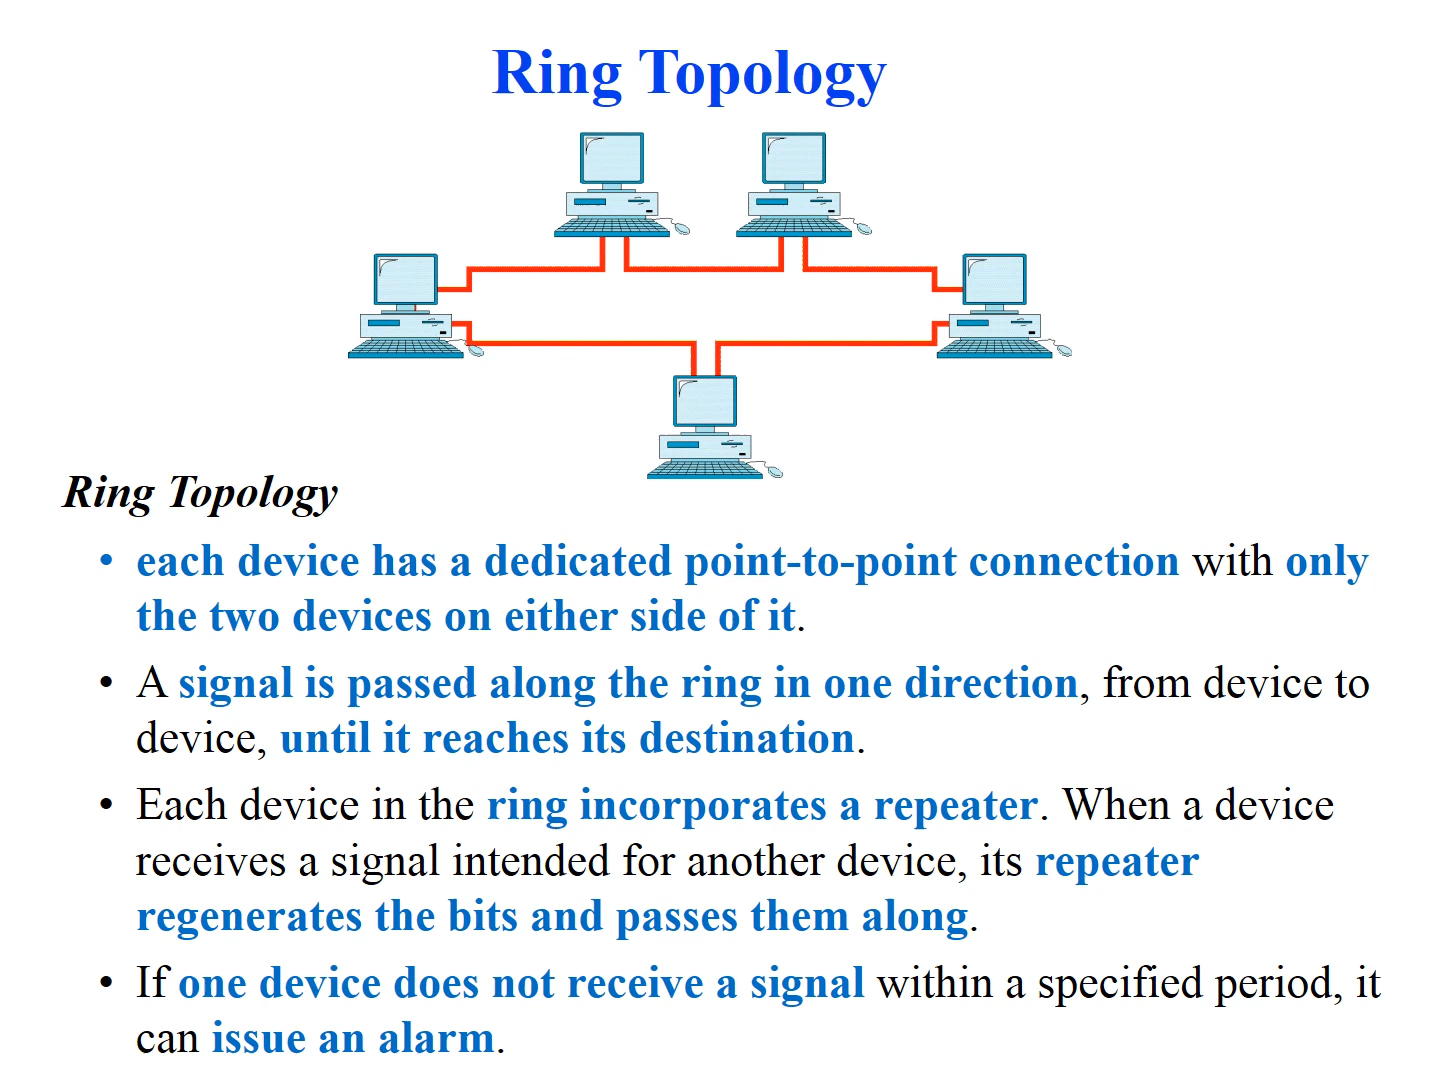 Ring Topology
Ring Topology
• each device has a dedicated point-to-point connection with only
the two devices on either side of it.
• A signal is passed along the ring in one direction, from device to
device, until it reaches its destination.
• Each device in the ring incorporates a repeater. When a device
receives a signal intended for another device, its repeater
regenerates the bits and passes them along.
• If one device does not receive a signal within a specified period, it
can issue an alarm.